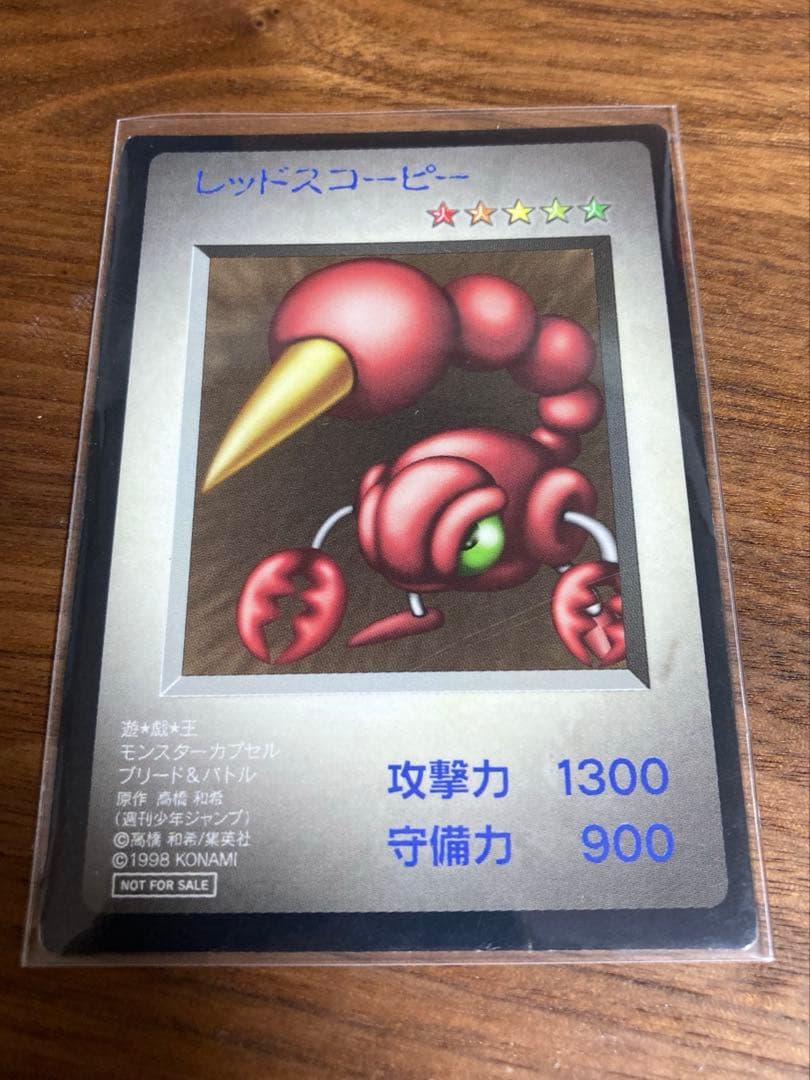 レッドスコーピー
遊★戯★王
モンスターカプセル
ブリード&バトル
原作 高橋 和希
(週刊少年ジャンプ)
©高橋 和希/集英社
©1998 KONAMI
NOT FOR SALE
攻撃力 1300
守備力 900